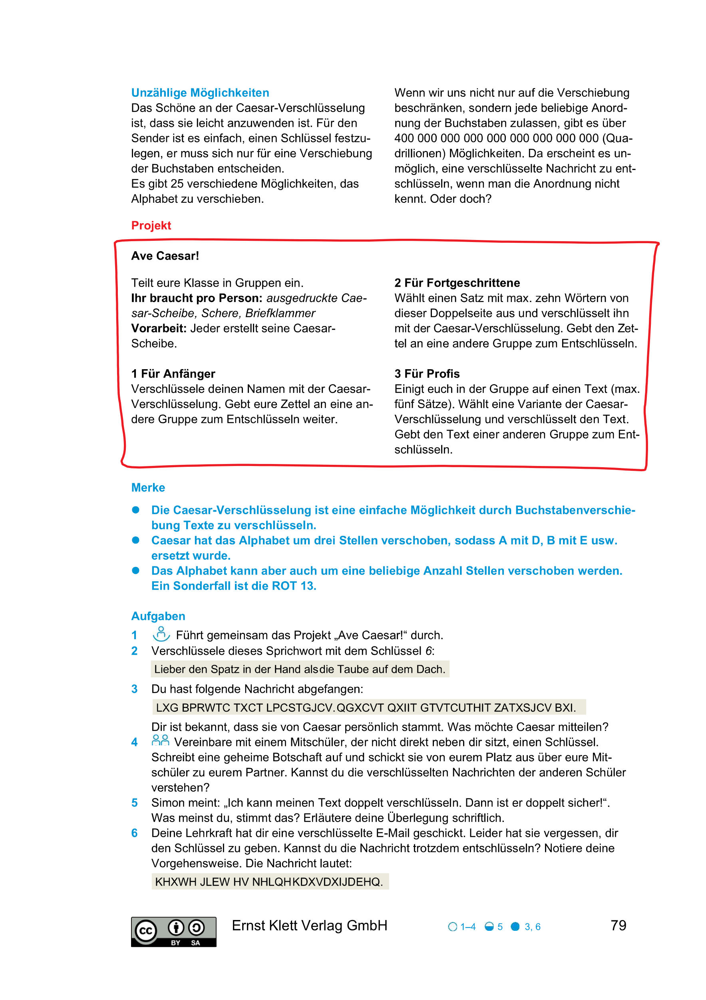 Unzählige Möglichkeiten
Das Schöne an der Caesar-Verschlüsselung
ist, dass sie leicht anzuwenden ist. Für den
Sender ist es einfach, einen Schlüssel festzu-
legen, er muss sich nur für eine Verschiebung
der Buchstaben entscheiden.
Es gibt 25 verschiedene Möglichkeiten, das
Alphabet zu verschieben.
Wenn wir uns nicht nur auf die Verschiebung
beschränken, sondern jede beliebige Anord-
nung der Buchstaben zulassen, gibt es über
400 000 000 000 000 000 000 000 000 (Qua-
drillionen) Möglichkeiten. Da erscheint es un-
möglich, eine verschlüsselte Nachricht zu ent-
schlüsseln, wenn man die Anordnung nicht
kennt. Oder doch?
Projekt
Ave Caesar!
Teilt eure Klasse in Gruppen ein.
Ihr braucht pro Person: ausgedruckte Cae-
sar-Scheibe, Schere, Briefklammer
Vorarbeit: Jeder erstellt seine Caesar-
Scheibe.
1 Für Anfänger
Verschlüssele deinen Namen mit der Caesar-
Verschlüsselung. Gebt eure Zettel an eine an-
dere Gruppe zum Entschlüsseln weiter.
2 Für Fortgeschrittene
Wählt einen Satz mit max. zehn Wörtern von
dieser Doppelseite aus und verschlüsselt ihn
mit der Caesar-Verschlüsselung. Gebt den Zet-
tel an eine andere Gruppe zum Entschlüsseln.
3 Für Profis
Einigt euch in der Gruppe auf einen Text (max.
fünf Sätze). Wählt eine Variante der Caesar-
Verschlüsselung und verschlüsselt den Text.
Gebt den Text einer anderen Gruppe zum Ent-
schlüsseln.
Merke
● Die Caesar-Verschlüsselung ist eine einfache Möglichkeit durch Buchstabenverschie-
bung Texte zu verschlüsseln.
● Caesar hat das Alphabet um drei Stellen verschoben, sodass A mit D, B mit E usw.
ersetzt wurde.
● Das Alphabet kann aber auch um eine beliebige Anzahl Stellen verschoben werden.
Ein Sonderfall ist die ROT 13.
Aufgaben
1 Führt gemeinsam das Projekt „Ave Caesar!“ durch.
2 Verschlüssele dieses Sprichwort mit dem Schlüssel 6:
Lieber den Spatz in der Hand als die Taube auf dem Dach.
3 Du hast folgende Nachricht abgefangen:
LXG BPRWTC TXCT LPCSTGJCV. QGXCVT QXIIT GTVTCUTHIT ZATXSJCV BXI.
Dir ist bekannt, dass sie von Caesar persönlich stammt. Was möchte Caesar mitteilen?
4 Vereinbare mit einem Mitschüler, der nicht direkt neben dir sitzt, einen Schlüssel.
Schreibt eine geheime Botschaft auf und schickt sie von eurem Platz aus über eure Mit-
schüler zu eurem Partner. Kannst du die verschlüsselten Nachrichten der anderen Schüler
verstehen?
5 Simon meint: „Ich kann meinen Text doppelt verschlüsseln. Dann ist er doppelt sicher!“.
Was meinst du, stimmt das? Erläutere deine Überlegung schriftlich.
6 Deine Lehrkraft hat dir eine verschlüsselte E-Mail geschickt. Leider hat sie vergessen, dir
den Schlüssel zu geben. Kannst du die Nachricht trotzdem entschlüsseln? Notiere deine
Vorgehensweise. Die Nachricht lautet:
KHXWH JLEW HV NHLQH KDXVDXIJDEHQ.
cc BY SA Ernst Klett Verlag GmbH 1–4 5 3, 6 79